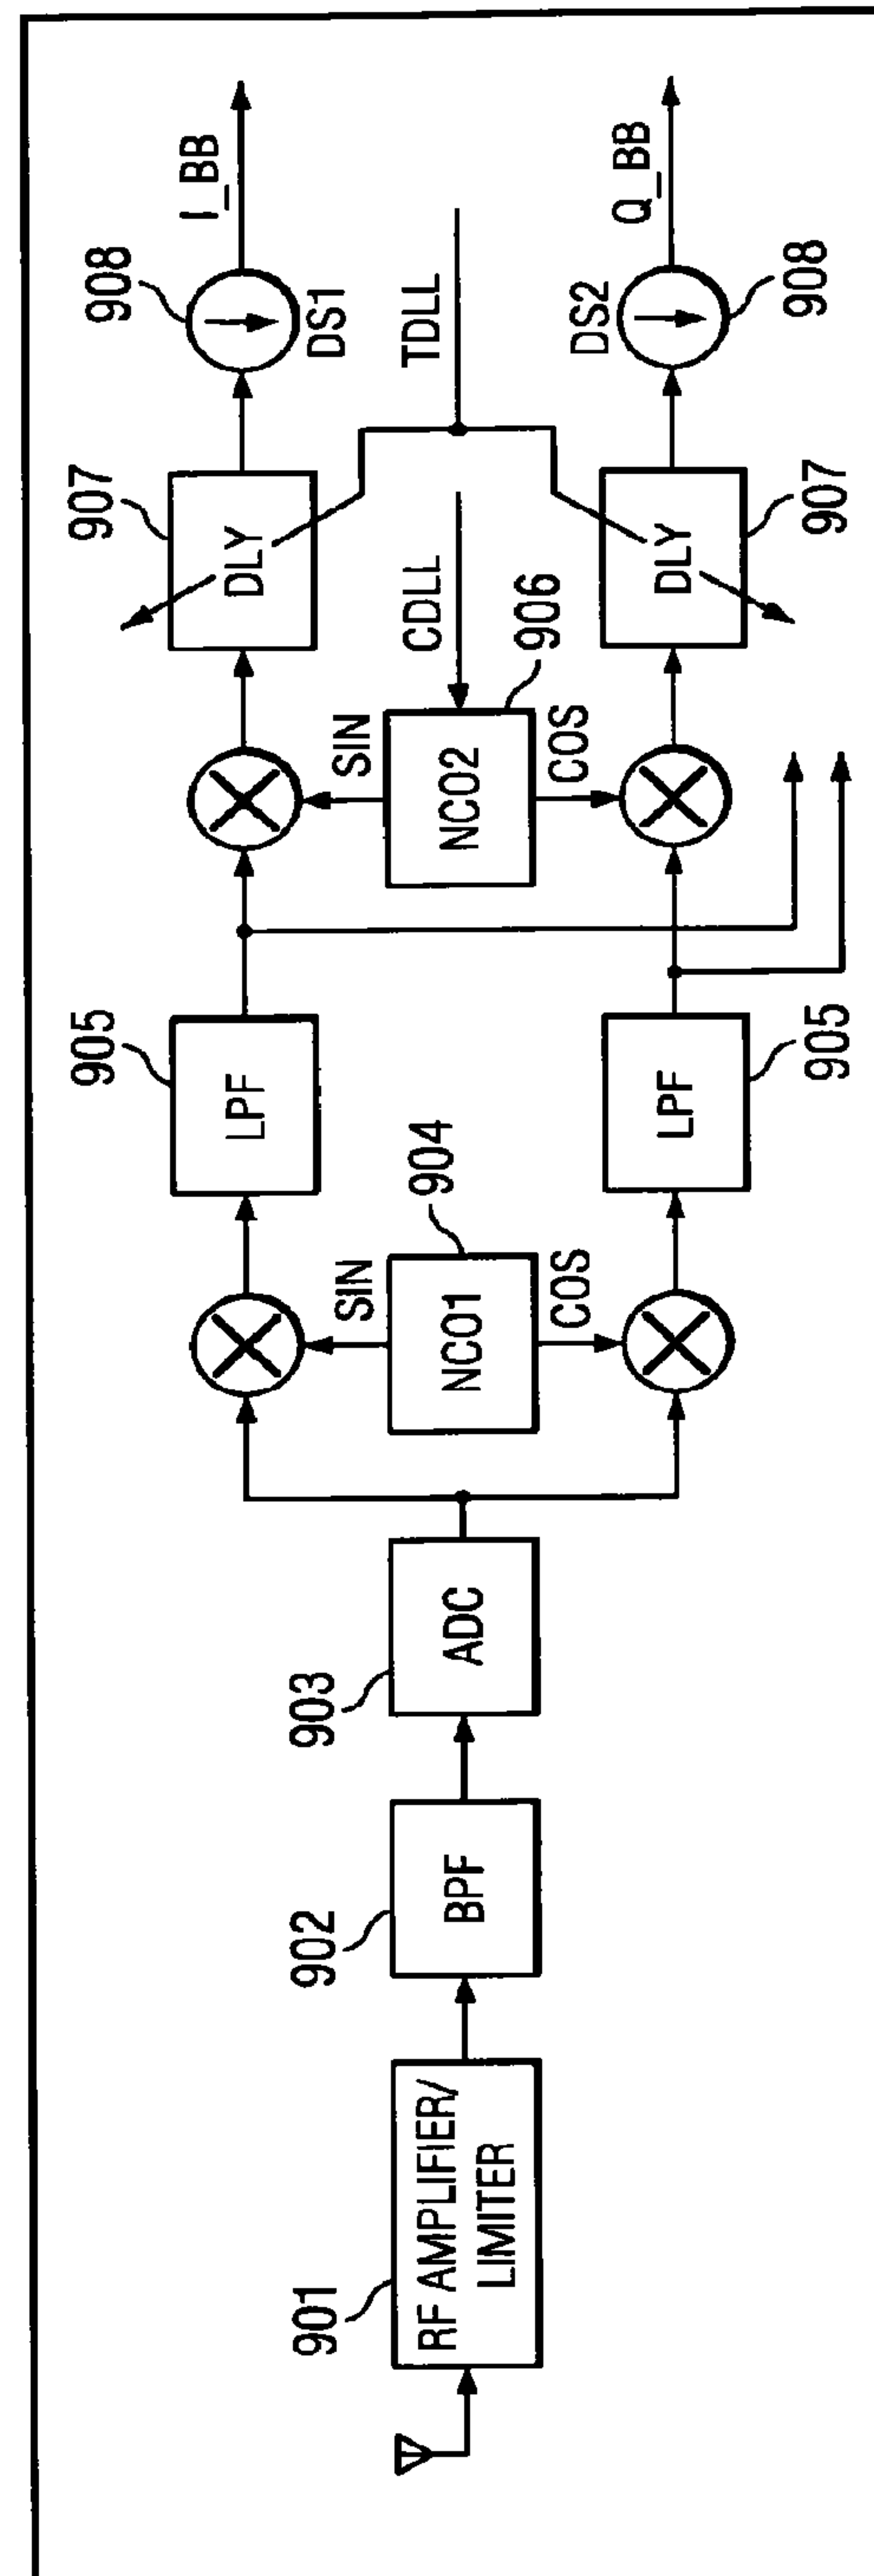 901
RF AMPLIFIER/
LIMITER
902
BPF
903
ADC
904
NCO1
SIN
COS
905
LPF
LPF
905
906
NCO2
SIN
COS
CDLL
907
DLY
DLY
907
TDLL
908
DS1
I_BB
DS2
908
Q_BB